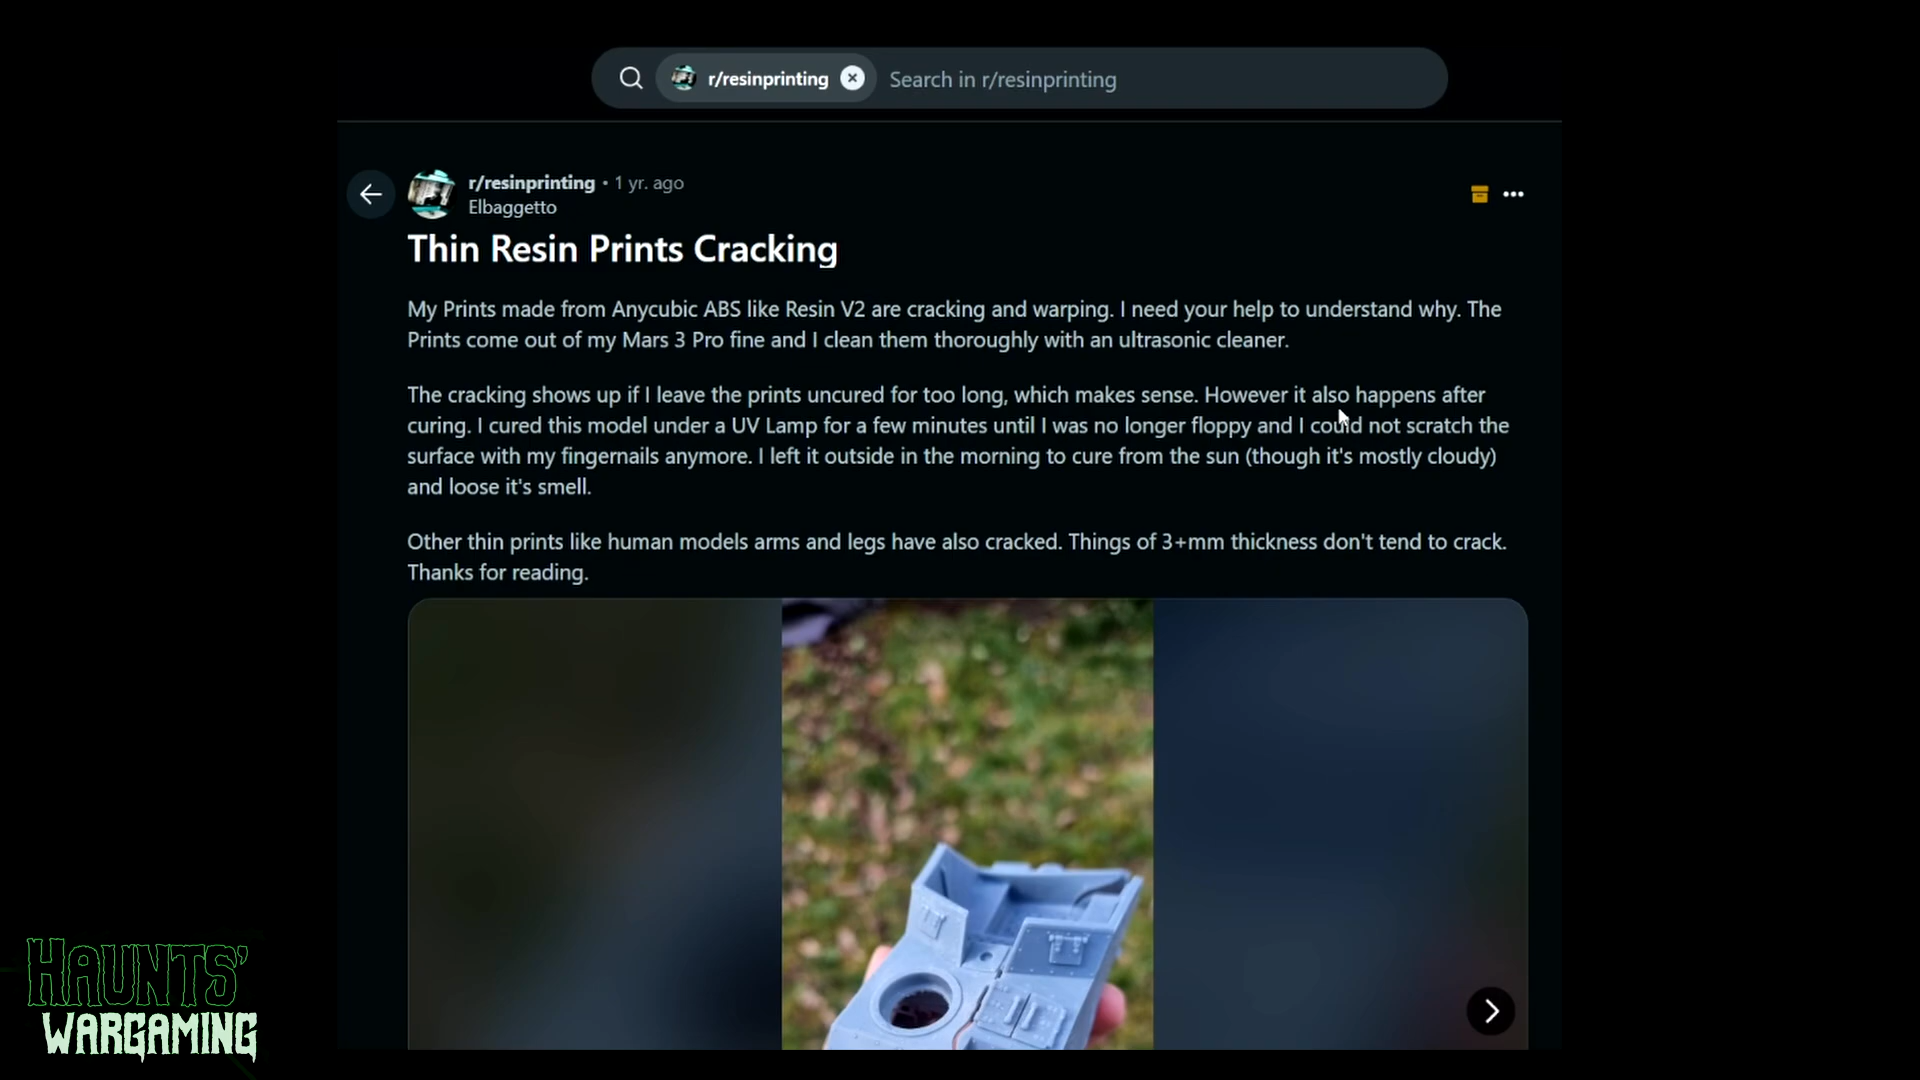 r/resinprinting Search in r/resinprinting
r/resinprinting • 1 yr. ago
Elbaggetto
Thin Resin Prints Cracking
My Prints made from Anycubic ABS like Resin V2 are cracking and warping. I need your help to understand why. The
Prints come out of my Mars 3 Pro fine and I clean them thoroughly with an ultrasonic cleaner.
The cracking shows up if I leave the prints uncured for too long, which makes sense. However it also happens after
curing. I cured this model under a UV Lamp for a few minutes until I was no longer floppy and I could not scratch the
surface with my fingernails anymore. I left it outside in the morning to cure from the sun (though it's mostly cloudy)
and loose it's smell.
Other thin prints like human models arms and legs have also cracked. Things of 3+mm thickness don't tend to crack.
Thanks for reading.
HAUNTS'
WARGAMING